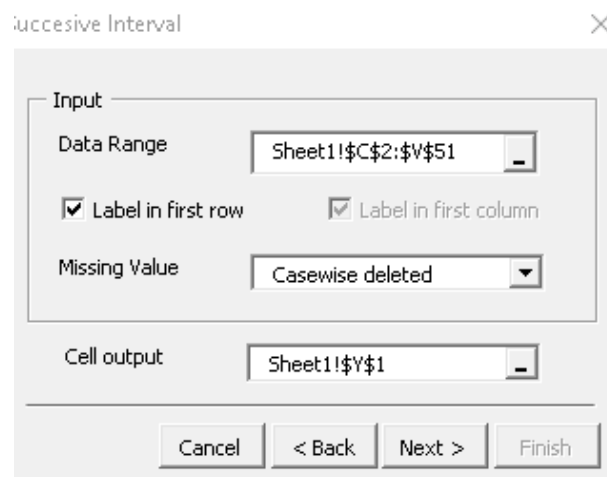 Succesive Interval
Input
Data Range Sheet1!$C$2:$V$51
Label in first row Label in first column
Missing Value Casewise deleted
Cell output Sheet1!$Y$1
Cancel < Back Next > Finish